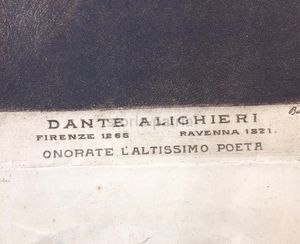 DANTE ALIGHIERI
FIRENZE 1265 RAVENNA 1321.
ONORATE L'ALTISSIMO POETA